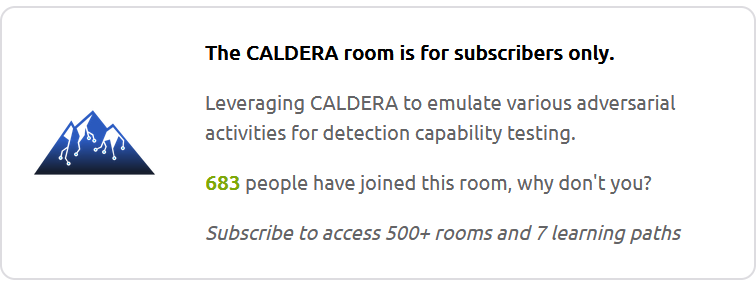 The CALDERA room is for subscribers only.
Leveraging CALDERA to emulate various adversarial
activities for detection capability testing.
683 people have joined this room, why don't you?
Subscribe to access 500+ rooms and 7 learning paths